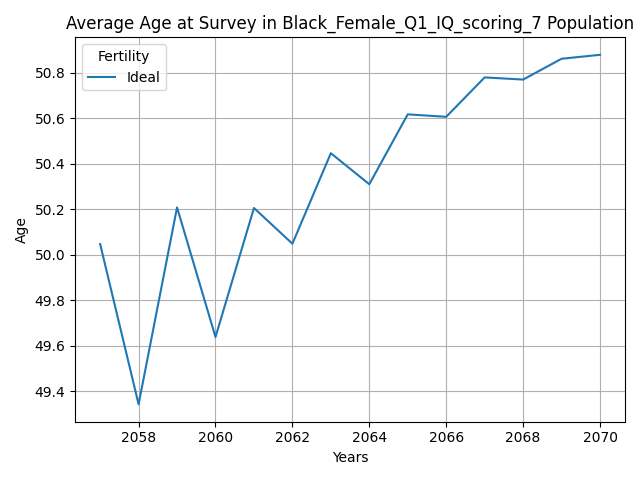 Average Age at Survey in Black_Female_Q1_IQ_scoring_7 Population
Fertility
Ideal
50.8
50.6
50.4
50.2
50.0
49.8
49.6
49.4
Age
2058 2060 2062 2064 2066 2068 2070
Years